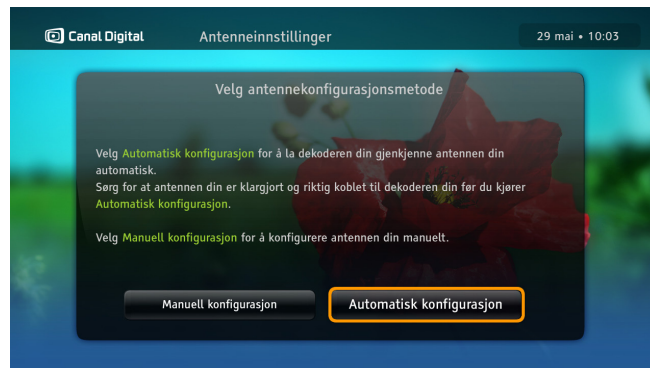 Canal Digital Antenneinnstillinger 29 mai • 10:03
Velg antennekonfigurasjonsmetode
Velg Automatisk konfigurasjon for å la dekoderen din gjenkjenne antennen din
automatisk.
Sørg for at antennen din er klargjort og riktig koblet til dekoderen din før du kjører
Automatisk konfigurasjon.
Velg Manuell konfigurasjon for å konfigurere antennen din manuelt.
Manuell konfigurasjon Automatisk konfigurasjon